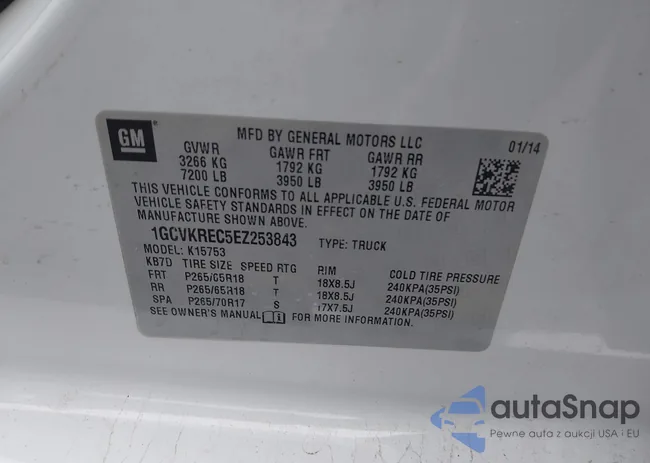 GM
MFD BY GENERAL MOTORS LLC 01/14
GVWR GAWR FRT GAWR RR
3266 KG 1792 KG 1792 KG
7200 LB 3950 LB 3950 LB
THIS VEHICLE CONFORMS TO ALL APPLICABLE U.S. FEDERAL MOTOR
VEHICLE SAFETY STANDARDS IN EFFECT ON THE DATE OF
MANUFACTURE SHOWN ABOVE.
1GCVKREC5EZ253843 TYPE: TRUCK
MODEL: K15753
KB7D TIRE SIZE SPEED RTG RIM COLD TIRE PRESSURE
FRT P265/65R18 T 18X8.5J 240KPA(35PSI)
RR P265/65R18 T 18X8.5J 240KPA(35PSI)
SPA P265/70R17 S 17X7.5J 240KPA(35PSI)
SEE OWNER'S MANUAL FOR MORE INFORMATION.
autaSnap
Pewne auta z aukcji USA i EU